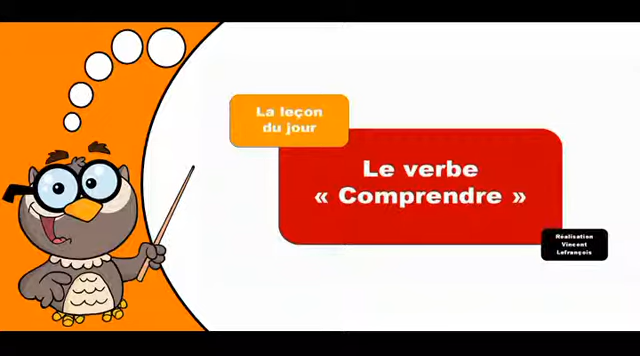 La leçon
du jour
Le verbe
« Comprendre »
Réalisation
Vincent
Lefrançois